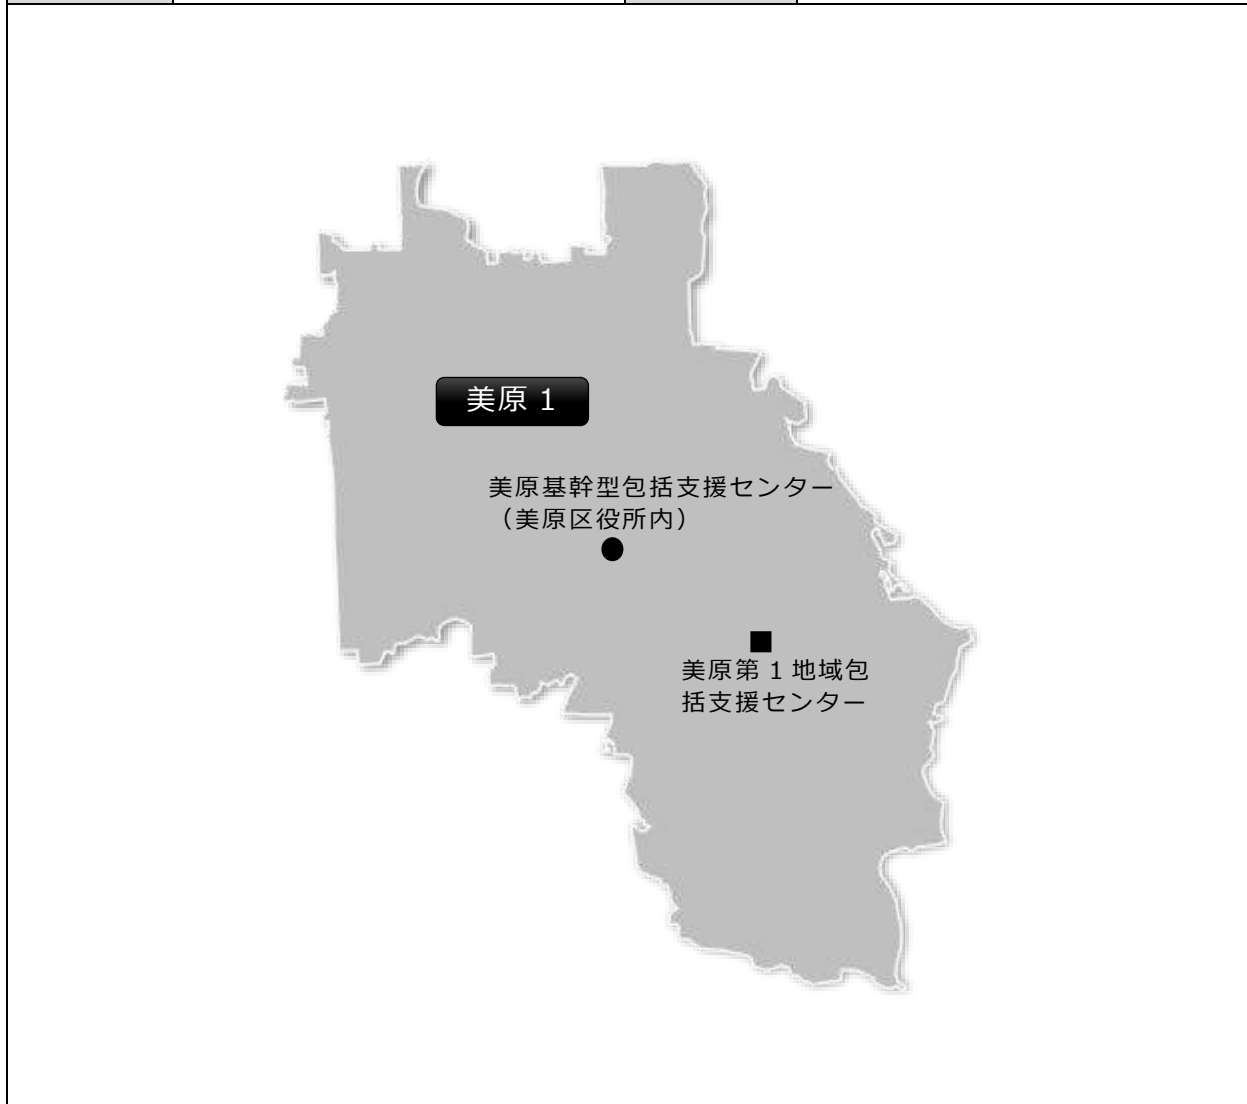 美原 1
美原基幹型包括支援センター
（美原区役所内）
美原第 1 地域包
括支援センター